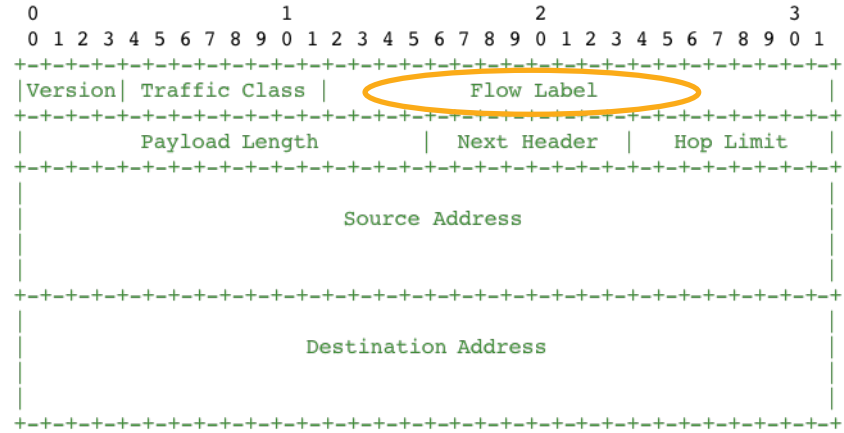 0 1 2 3
0 1 2 3 4 5 6 7 8 9 0 1 2 3 4 5 6 7 8 9 0 1 2 3 4 5 6 7 8 9 0 1
+-+-+-+-+-+-+-+-+-+-+-+-+-+-+-+-+-+-+-+-+-+-+-+-+-+-+-+-+-+-+-+-+
|Version| Traffic Class | Flow Label |
+-+-+-+-+-+-+-+-+-+-+-+-+-+-+-+-+-+-+-+-+-+-+-+-+-+-+-+-+-+-+-+-+
| Payload Length | Next Header | Hop Limit |
+-+-+-+-+-+-+-+-+-+-+-+-+-+-+-+-+-+-+-+-+-+-+-+-+-+-+-+-+-+-+-+-+
| |
| Source Address |
| |
| |
+-+-+-+-+-+-+-+-+-+-+-+-+-+-+-+-+-+-+-+-+-+-+-+-+-+-+-+-+-+-+-+-+
| |
| Destination Address |
| |
| |
+-+-+-+-+-+-+-+-+-+-+-+-+-+-+-+-+-+-+-+-+-+-+-+-+-+-+-+-+-+-+-+-+